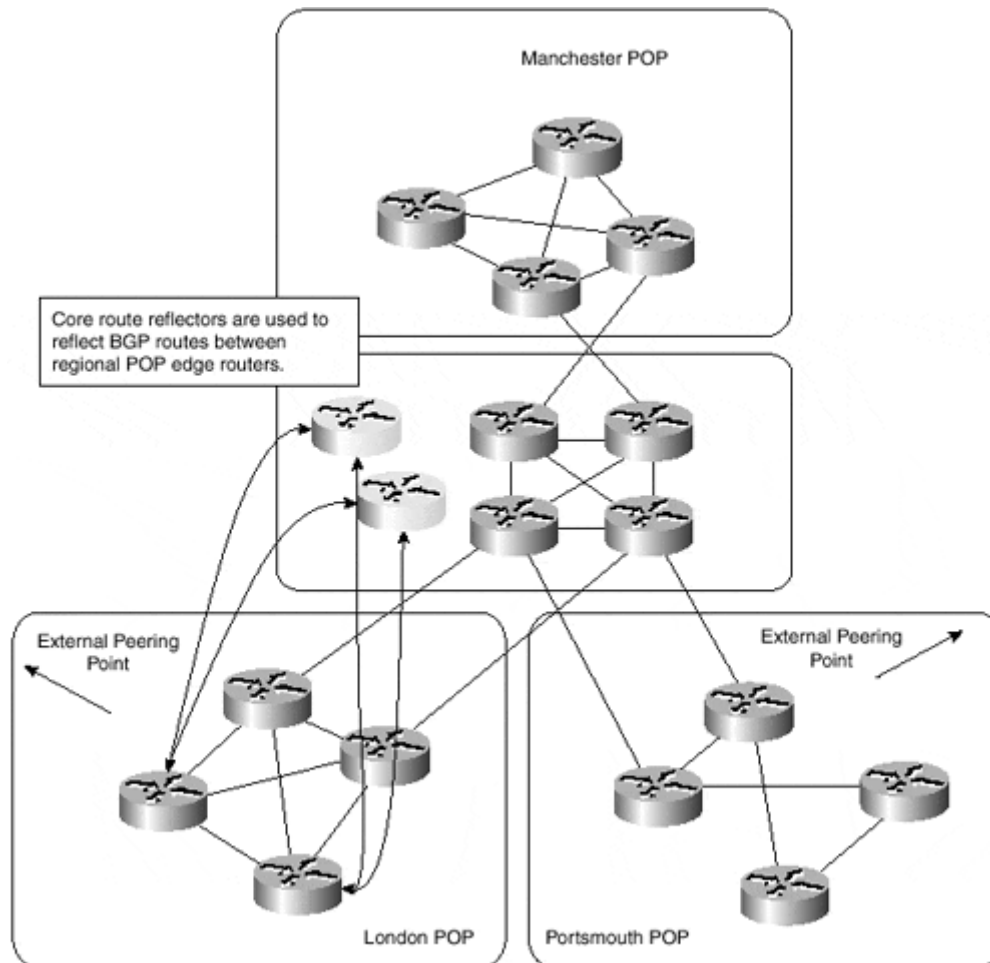 Manchester POP
Core route reflectors are used to
reflect BGP routes between
regional POP edge routers.
External Peering
Point
External Peering
Point
London POP
Portsmouth POP